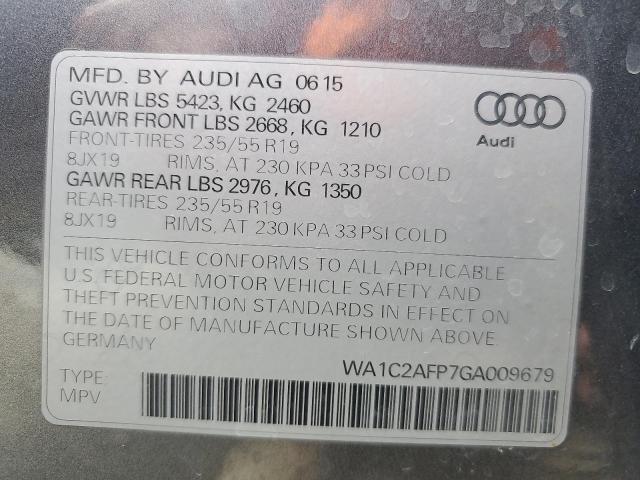 MFD. BY AUDI AG 0615
GVWR LBS 5423, KG 2460
GAWR FRONT LBS 2668, KG 1210
FRONT-TIRES 235/55 R19
8JX19 RIMS, AT 230 KPA 33 PSI COLD
GAWR REAR LBS 2976, KG 1350
REAR-TIRES 235/55 R19
8JX19 RIMS, AT 230 KPA 33 PSI COLD
Audi
THIS VEHICLE CONFORMS TO ALL APPLICABLE
U.S. FEDERAL MOTOR VEHICLE SAFETY AND
THEFT PREVENTION STANDARDS IN EFFECT ON
THE DATE OF MANUFACTURE SHOWN ABOVE
GERMANY
WA1C2AFP7GA009679
TYPE:
MPV